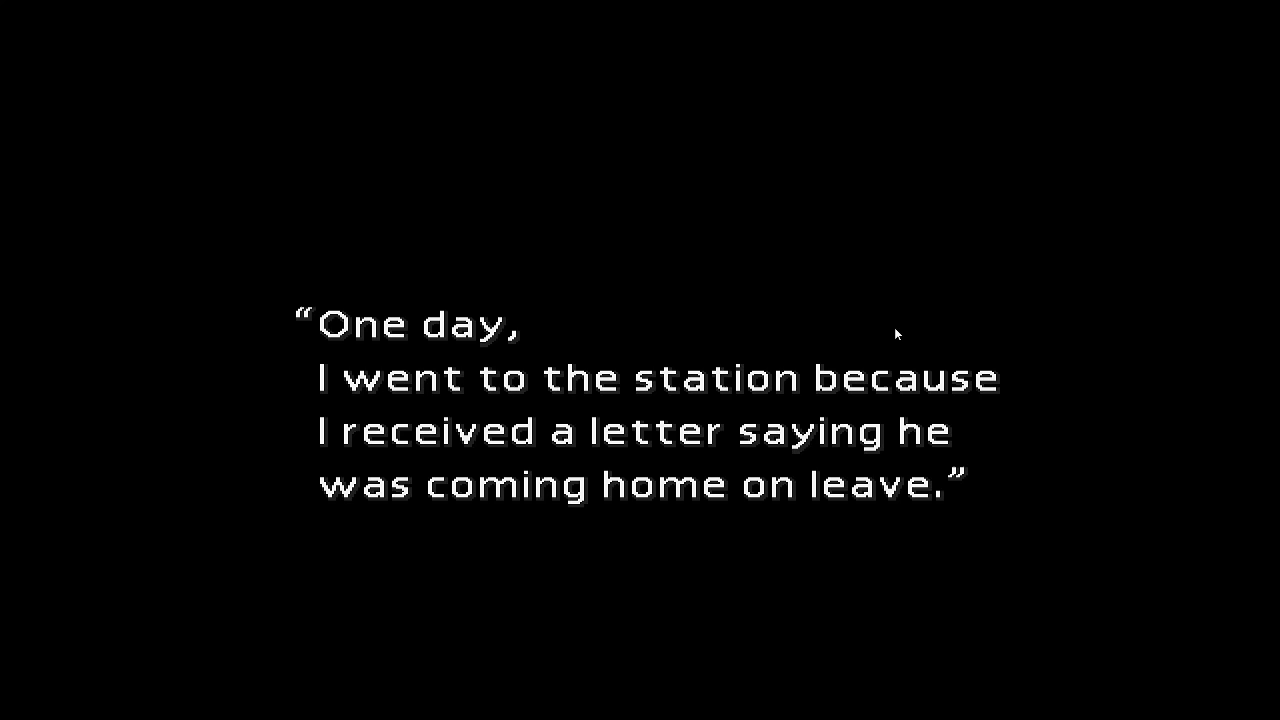 “One day,
I went to the station because
I received a letter saying he
was coming home on leave.”